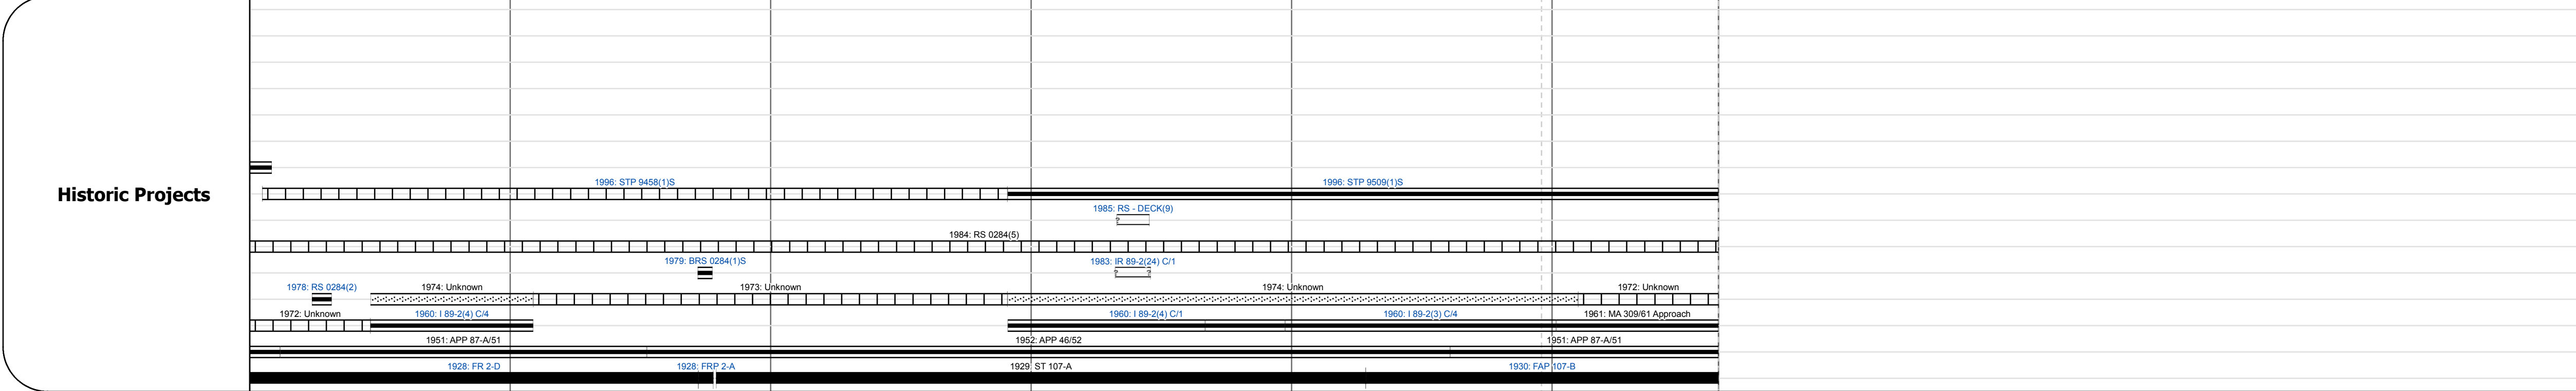 Historic Projects
1996: STP 9458(1)S
1996: STP 9509(1)S
1985: RS - DECK(9)
1984: RS 0284(5)
1979: BRS 0284(1)S
1983: IR 89-2(24) C/1
1978: RS 0284(2)
1974: Unknown
1973: Unknown
1974: Unknown
1972: Unknown
1972: Unknown
1960: I 89-2(4) C/4
1960: I 89-2(4) C/1
1960: I 89-2(3) C/4
1961: MA 309/61 Approach
1951: APP 87-A/51
1952: APP 46/52
1951: APP 87-A/51
1928: FR 2-D
1928: FRP 2-A
1929: ST 107-A
1930: FAP 107-B